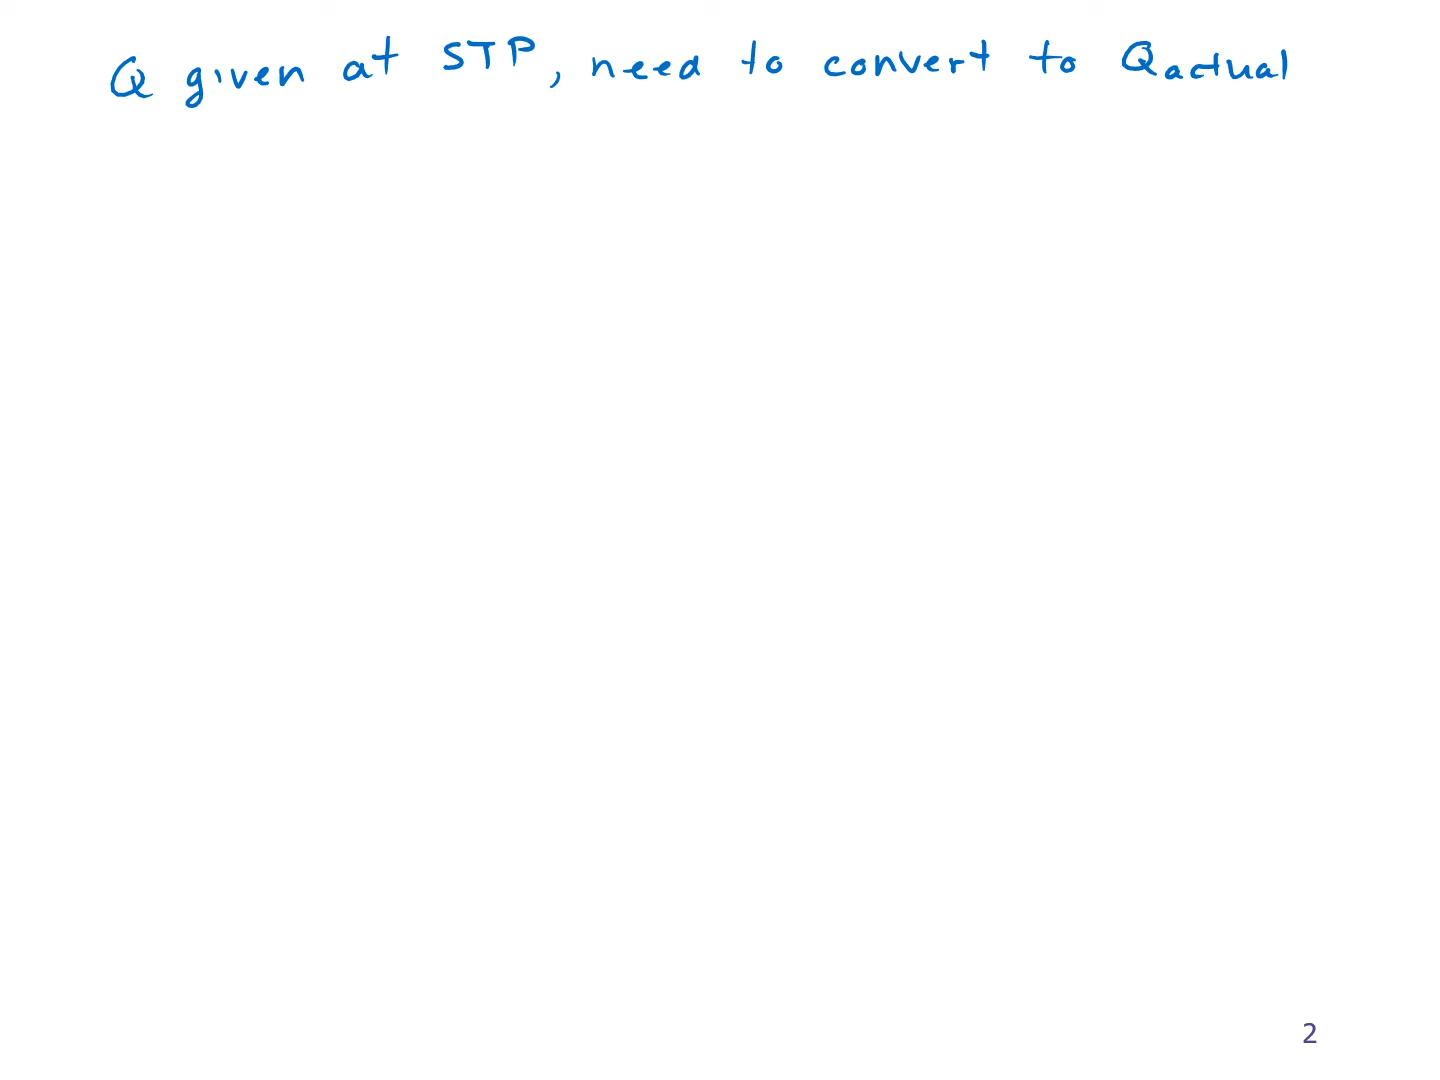 Q given at STP, need to convert to Qactual
2